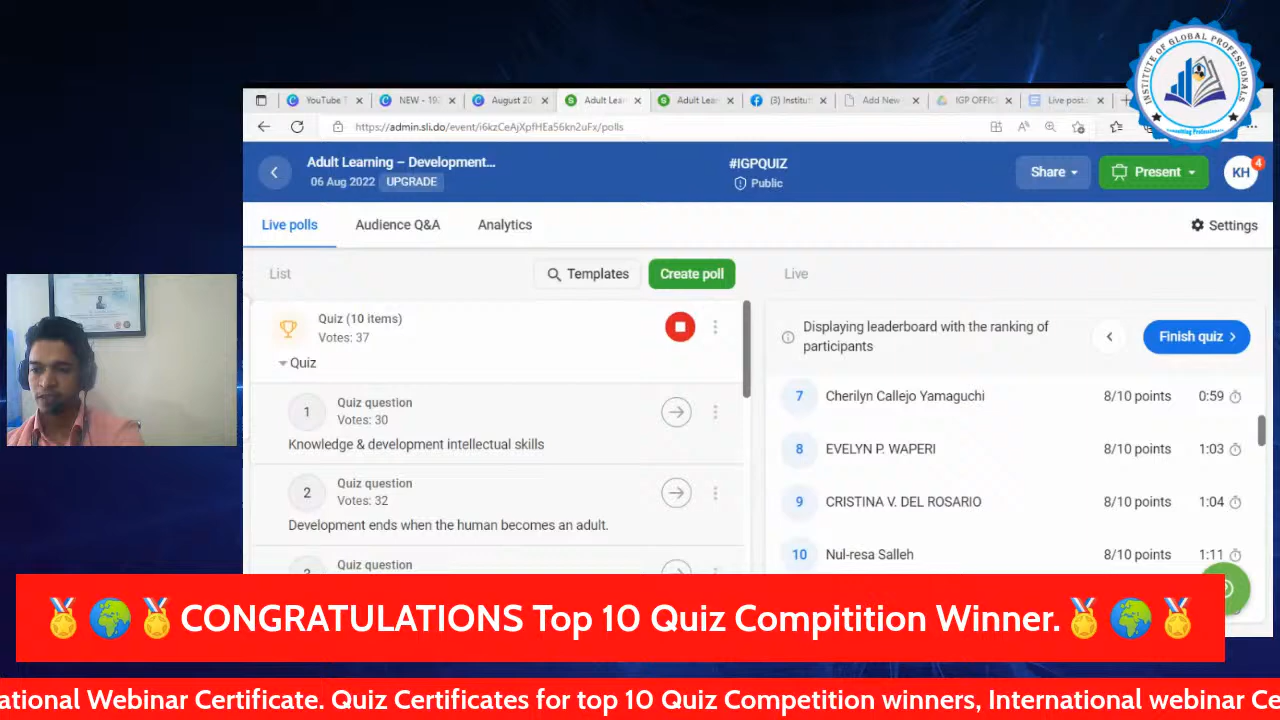 INSTITUTE OF GLOBAL PROFESSIONALS
Consulting Professionals
YouTube T
NEW - 19
August 20
Adult Lear
Adult Lear
(3) Institut
Add New
IGP OFFIC
Live post
https://admin.sli.do/event/i6kzCeAjXpfHEa56kn2uFx/polls
Adult Learning – Development...
06 Aug 2022 UPGRADE
#IGPQUIZ
Public
Share
Present
KH
4
Live polls
Audience Q&A
Analytics
Settings
List
Templates
Create poll
Live
Quiz (10 items)
Votes: 37
Quiz
1
Quiz question
Votes: 30
Knowledge & development intellectual skills
2
Quiz question
Votes: 32
Development ends when the human becomes an adult.
Quiz question
Displaying leaderboard with the ranking of
participants
Finish quiz
7 Cherilyn Callejo Yamaguchi 8/10 points 0:59
8 EVELYN P. WAPERI 8/10 points 1:03
9 CRISTINA V. DEL ROSARIO 8/10 points 1:04
10 Nul-resa Salleh 8/10 points 1:11
🏅🌍🏅CONGRATULATIONS Top 10 Quiz Compitition Winner.🏅🌍🏅
ational Webinar Certificate. Quiz Certificates for top 10 Quiz Competition winners, International webinar Ce